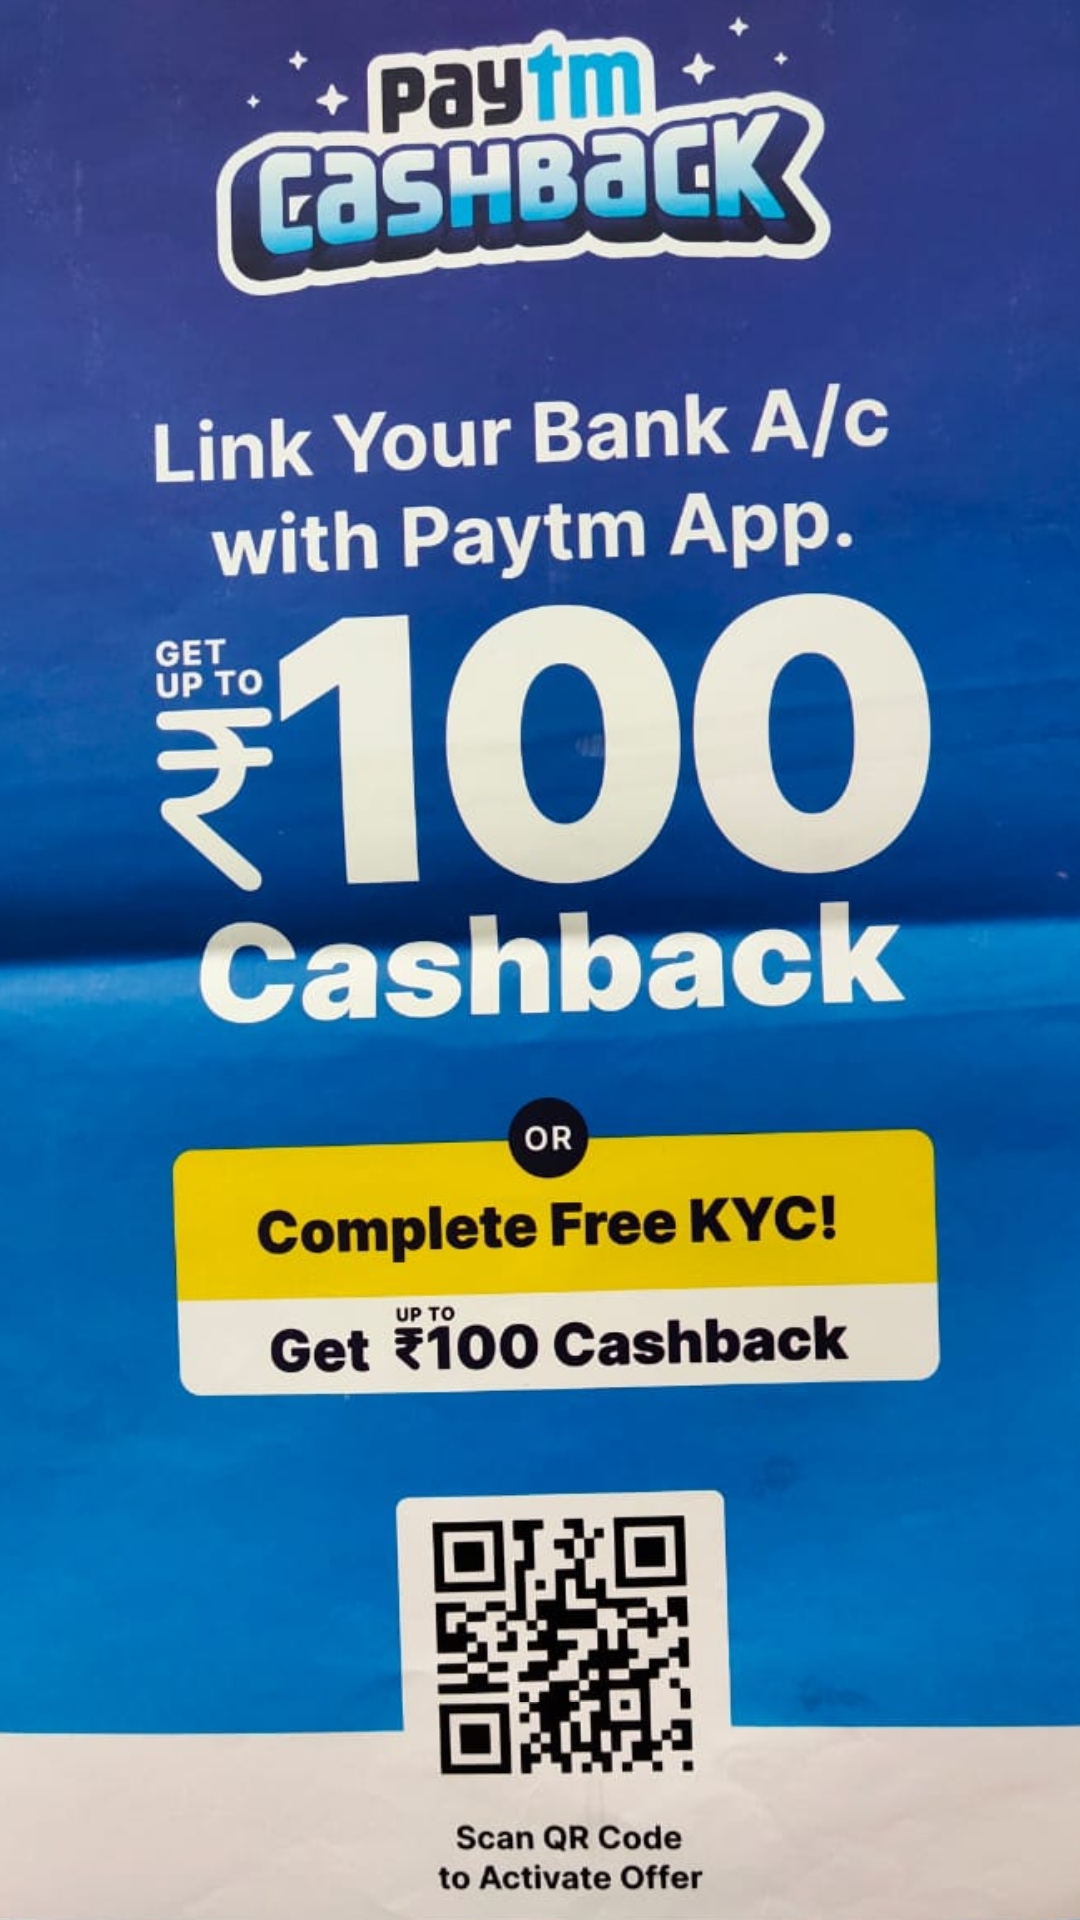 paytm
CASHBACK
Link Your Bank A/c
with Paytm App.
GET
UP TO
₹100
Cashback
OR
Complete Free KYC!
UP TO
Get ₹100 Cashback
Scan QR Code
to Activate Offer